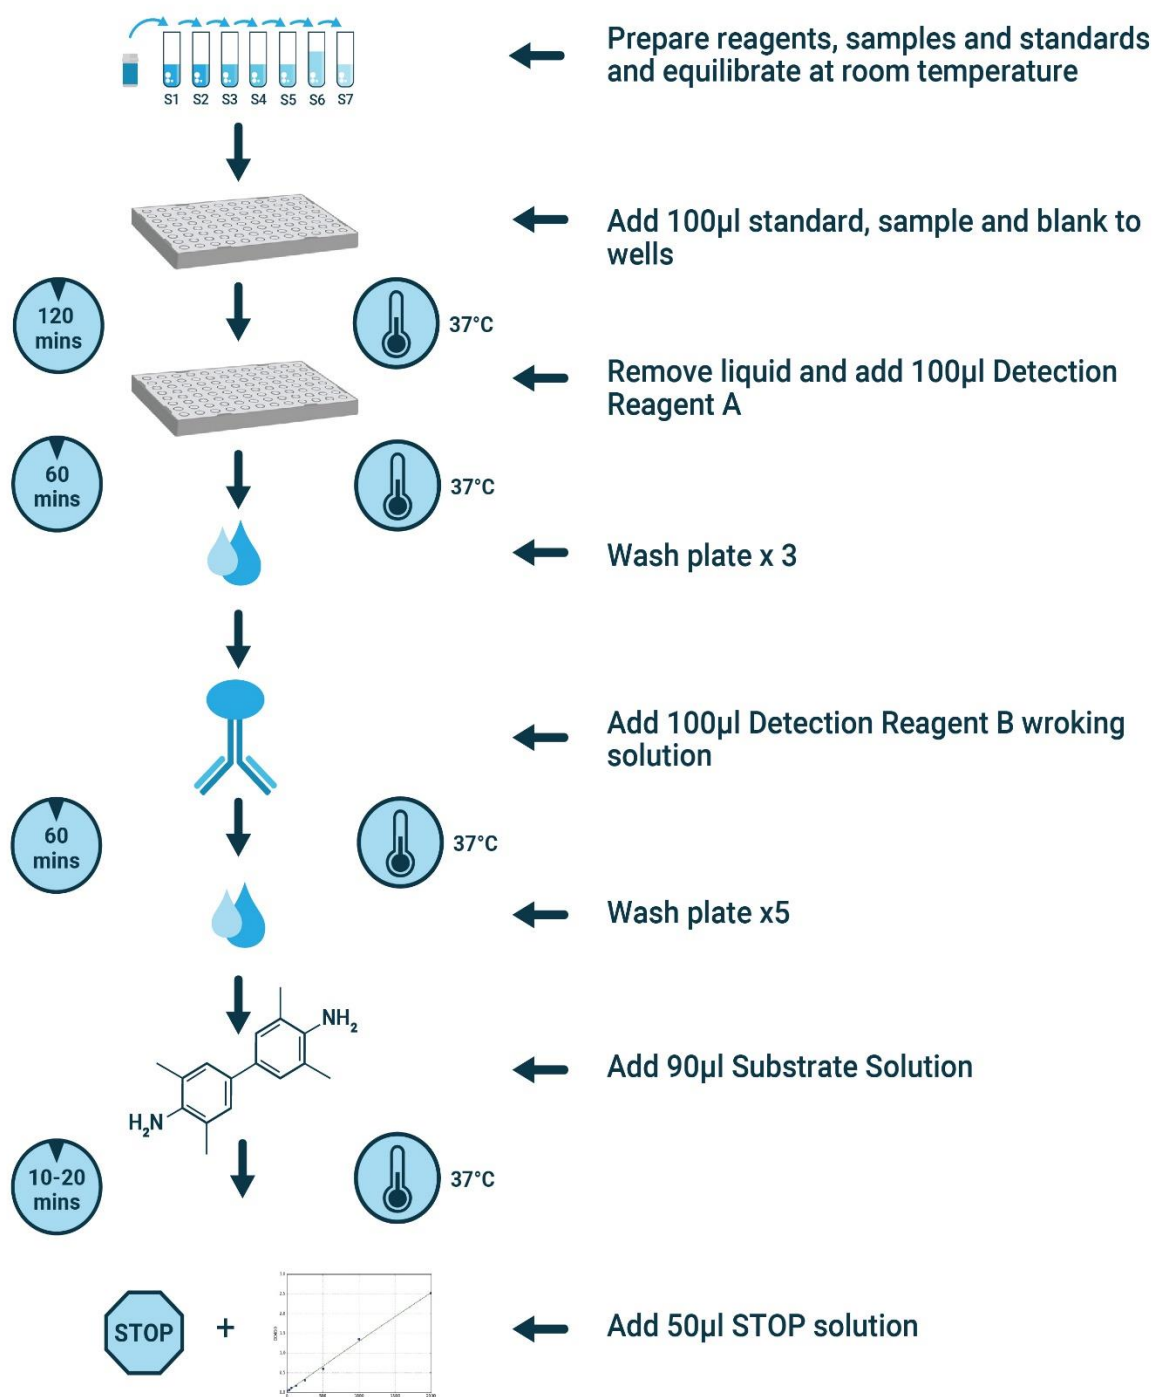 S1 S2 S3 S4 S5 S6 S7
Prepare reagents, samples and standards
and equilibrate at room temperature
Add 100µl standard, sample and blank to
wells
120
mins
37°C
Remove liquid and add 100µl Detection
Reagent A
60
mins
37°C
Wash plate x 3
Add 100µl Detection Reagent B wroking
solution
60
mins
37°C
Wash plate x5
NH2
H2N
Add 90µl Substrate Solution
10-20
mins
37°C
STOP
+
Add 50µl STOP solution